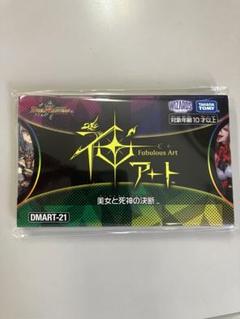 WIZARDS
TAKARA TOMY
対象年齢10才以上
神
Fabulous Art
アート
美女と死神の決断
DMART-21